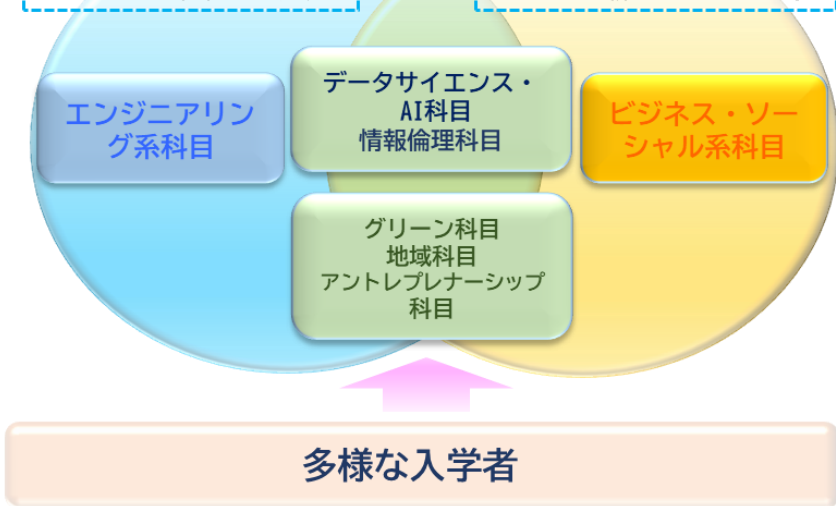 エンジニアリン
グ系科目
データサイエンス・
AI科目
情報倫理科目
ビジネス・ソー
シャル系科目
グリーン科目
地域科目
アントレプレナーシップ
科目
多様な入学者